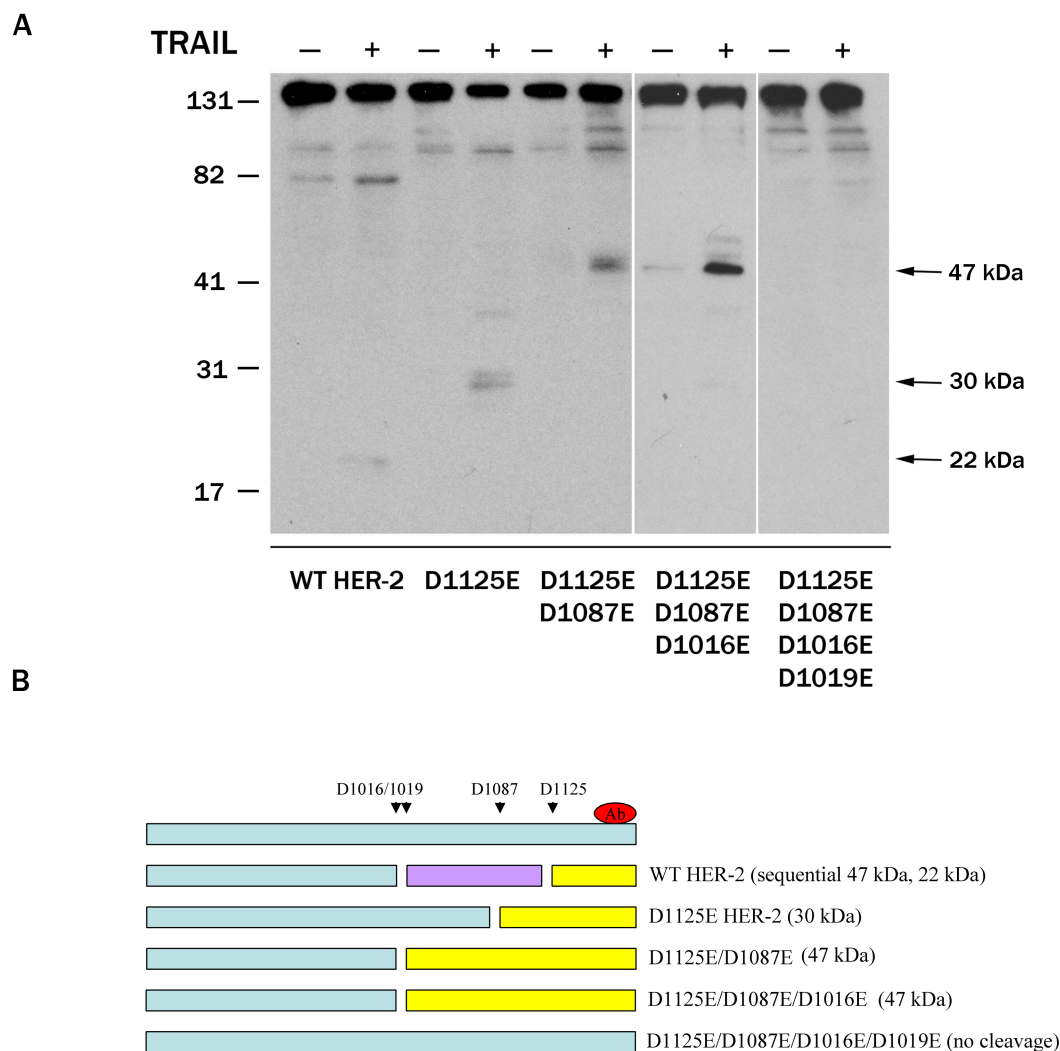 A
TRAIL — + — + — + — + — +
131
82
41
31
17
47 kDa
30 kDa
22 kDa
WT HER-2 D1125E D1125E D1125E D1125E
D1087E D1087E D1087E
D1016E D1016E
D1019E
B
D1016/1019 D1087 D1125
Ab
WT HER-2 (sequential 47 kDa, 22 kDa)
D1125E HER-2 (30 kDa)
D1125E/D1087E (47 kDa)
D1125E/D1087E/D1016E (47 kDa)
D1125E/D1087E/D1016E/D1019E (no cleavage)